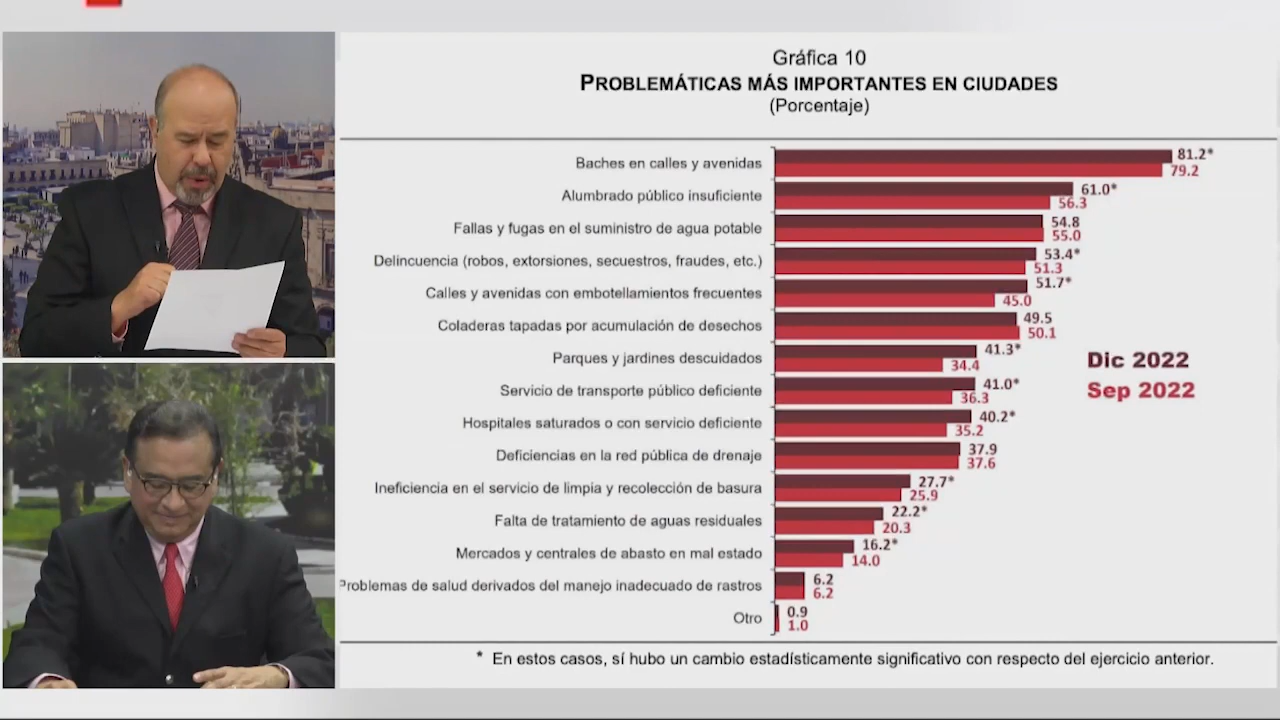 Gráfica 10
PROBLEMÁTICAS MÁS IMPORTANTES EN CIUDADES
(Porcentaje)
Baches en calles y avenidas 81.2* 79.2
Alumbrado público insuficiente 61.0* 56.3
Fallas y fugas en el suministro de agua potable 54.8 55.0
Delincuencia (robos, extorsiones, secuestros, fraudes, etc.) 53.4* 51.3
Calles y avenidas con embotellamientos frecuentes 51.7* 45.0
Coladeras tapadas por acumulación de desechos 49.5 50.1
Parques y jardines descuidados 41.3* 34.4
Servicio de transporte público deficiente 41.0* 36.3
Hospitales saturados o con servicio deficiente 40.2* 35.2
Deficiencias en la red pública de drenaje 37.9 37.6
Ineficiencia en el servicio de limpia y recolección de basura 27.7* 25.9
Falta de tratamiento de aguas residuales 22.2* 20.3
Mercados y centrales de abasto en mal estado 16.2* 14.0
Problemas de salud derivados del manejo inadecuado de rastros 6.2 6.2
Otro 0.9 1.0
Dic 2022
Sep 2022
* En estos casos, sí hubo un cambio estadísticamente significativo con respecto del ejercicio anterior.